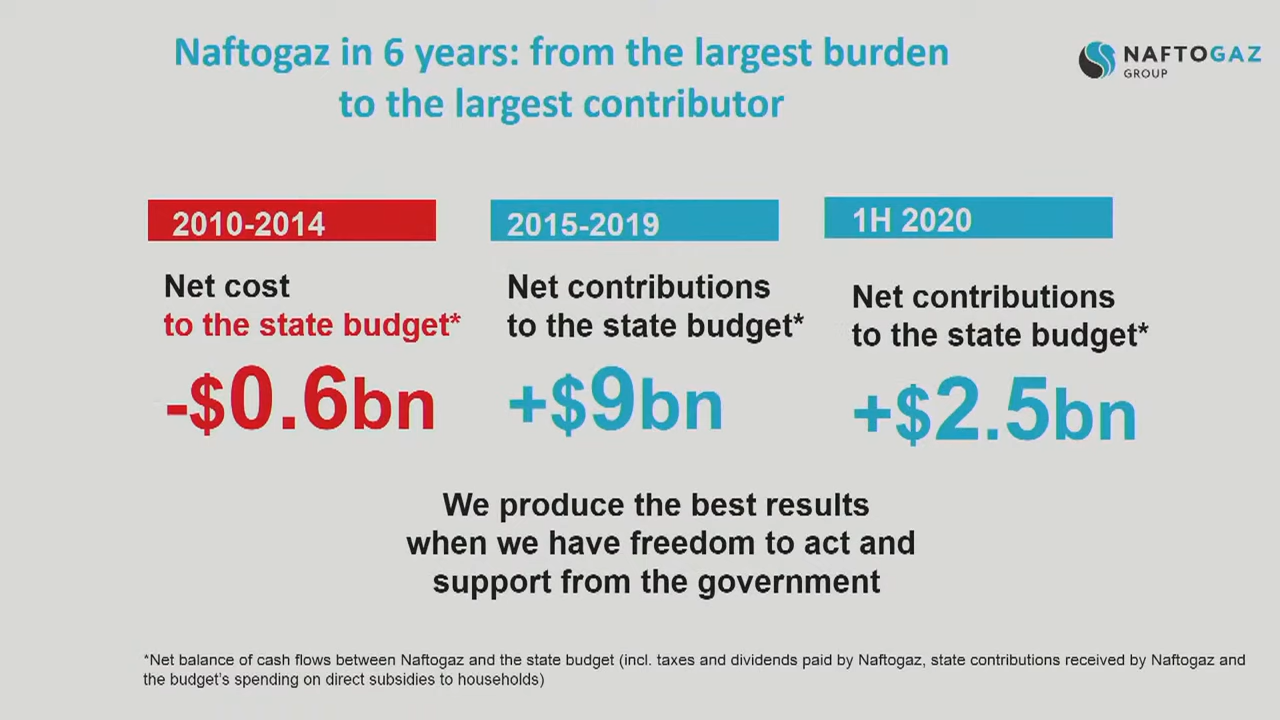 Naftogaz in 6 years: from the largest burden
to the largest contributor
NAFTOGAZ
GROUP
2010-2014
2015-2019
1H 2020
Net cost
to the state budget*
-$0.6bn
Net contributions
to the state budget*
+$9bn
Net contributions
to the state budget*
+$2.5bn
We produce the best results
when we have freedom to act and
support from the government
*Net balance of cash flows between Naftogaz and the state budget (incl. taxes and dividends paid by Naftogaz, state contributions received by Naftogaz and
the budget's spending on direct subsidies to households)